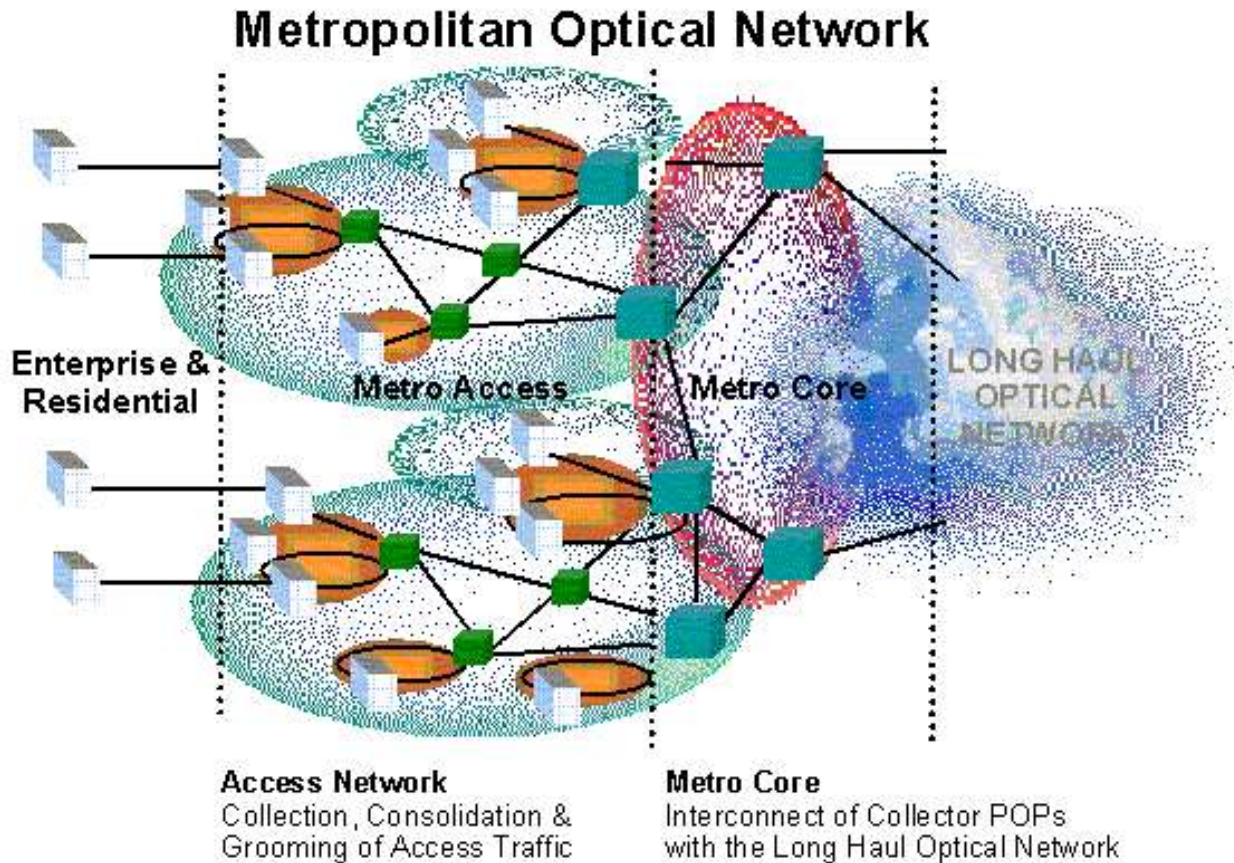 Metropolitan Optical Network
Enterprise &
Residential
Metro Access
Metro Core
LONG HAUL
OPTICAL
NETWORK
Access Network
Collection, Consolidation &
Grooming of Access Traffic
Metro Core
Interconnect of Collector POPs
with the Long Haul Optical Network